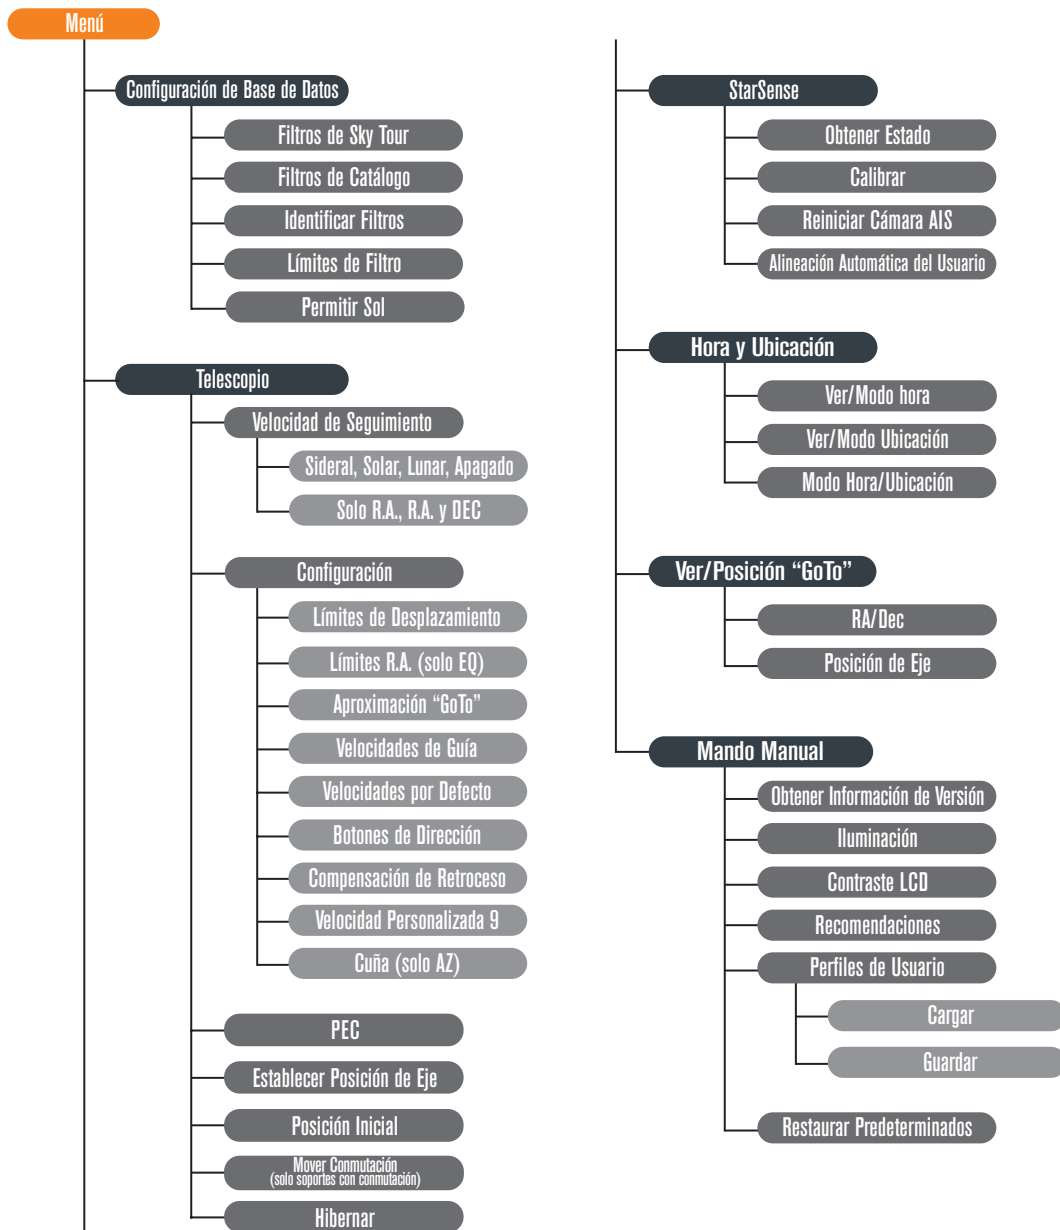 Menú
Configuración de Base de Datos
Filtros de Sky Tour
Filtros de Catálogo
Identificar Filtros
Límites de Filtro
Permitir Sol
Telescopio
Velocidad de Seguimiento
Sideral, Solar, Lunar, Apagado
Solo R.A., R.A. y DEC
Configuración
Límites de Desplazamiento
Límites R.A. (solo EQ)
Aproximación “GoTo”
Velocidades de Guía
Velocidades por Defecto
Botones de Dirección
Compensación de Retroceso
Velocidad Personalizada 9
Cuña (solo AZ)
PEC
Establecer Posición de Eje
Posición Inicial
Mover Conmutación
(solo soportes con conmutación)
Hibernar
StarSense
Obtener Estado
Calibrar
Reiniciar Cámara AIS
Alineación Automática del Usuario
Hora y Ubicación
Ver/Modo hora
Ver/Modo Ubicación
Modo Hora/Ubicación
Ver/Posición “GoTo”
RA/Dec
Posición de Eje
Mando Manual
Obtener Información de Versión
Iluminación
Contraste LCD
Recomendaciones
Perfiles de Usuario
Cargar
Guardar
Restaurar Predeterminados